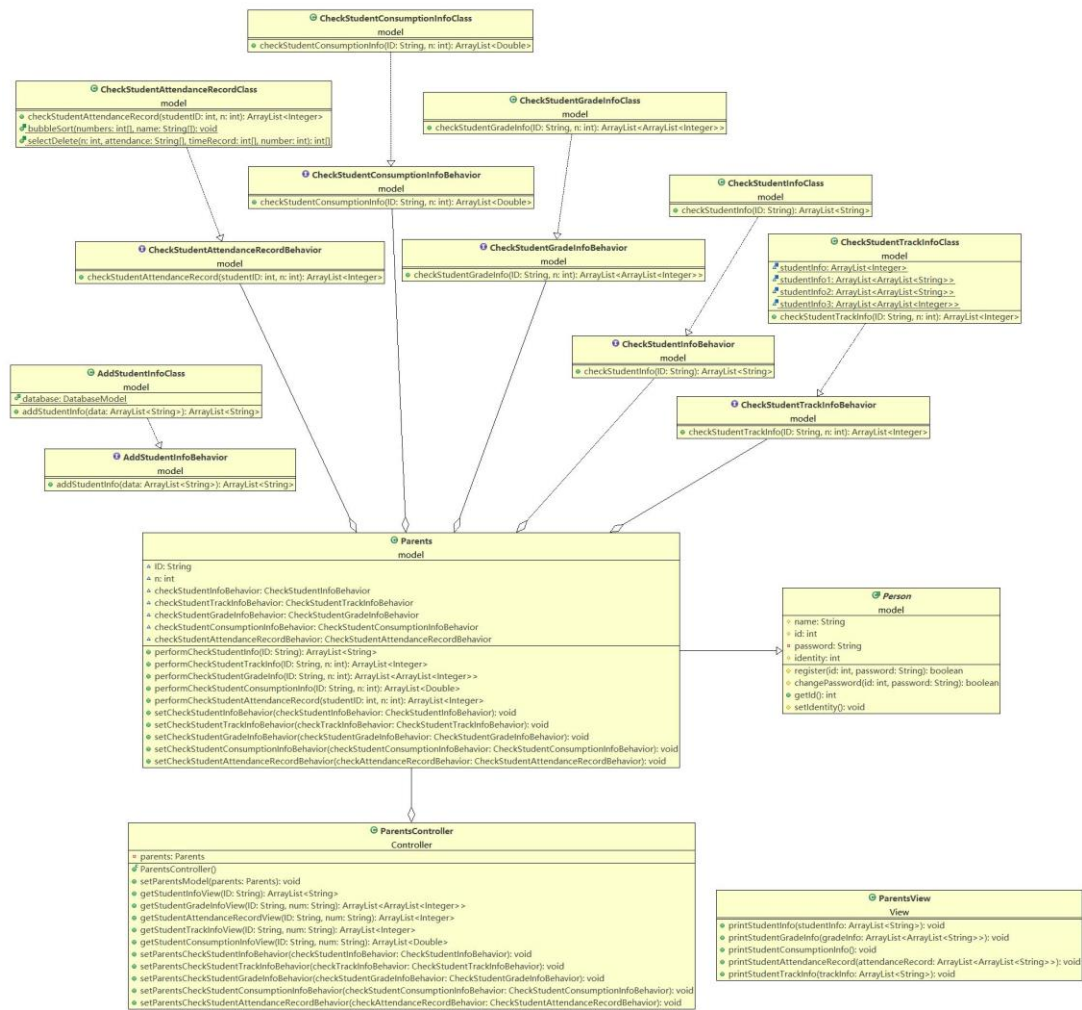 CheckStudentConsumptionInfoClass
model
checkStudentConsumptionInfo(ID: String, n: int): ArrayList<Double>
CheckStudentAttendanceRecordClass
model
checkStudentAttendanceRecord(studentID: int, n: int): ArrayList<Integer>
bubbleSort(numbers: int[], name: String[]): void
selectDelete(n: int, attendance: String[], timeRecord: int[], number: int): int[]
CheckStudentGradeInfoClass
model
checkStudentGradeInfo(ID: String, n: int): ArrayList<ArrayList<Integer>>
CheckStudentConsumptionInfoBehavior
model
checkStudentConsumptionInfo(ID: String, n: int): ArrayList<Double>
CheckStudentInfoClass
model
checkStudentInfo(ID: String): ArrayList<String>
CheckStudentAttendanceRecordBehavior
model
checkStudentAttendanceRecord(studentID: int, n: int): ArrayList<Integer>
CheckStudentGradeInfoBehavior
model
checkStudentGradeInfo(ID: String, n: int): ArrayList<ArrayList<Integer>>
CheckStudentTrackInfoClass
model
studentInfo: ArrayList<Integer>
studentInfo1: ArrayList<ArrayList<String>>
studentInfo2: ArrayList<ArrayList<String>>
studentInfo3: ArrayList<ArrayList<Integer>>
checkStudentTrackInfo(ID: String, n: int): ArrayList<Integer>
CheckStudentInfoBehavior
model
checkStudentInfo(ID: String): ArrayList<String>
AddStudentInfoClass
model
database: DatabaseModel
addStudentInfo(data: ArrayList<String>): ArrayList<String>
CheckStudentTrackInfoBehavior
model
checkStudentTrackInfo(ID: String, n: int): ArrayList<Integer>
AddStudentInfoBehavior
model
addStudentInfo(data: ArrayList<String>): ArrayList<String>
Parents
model
ID: String
n: int
checkStudentInfoBehavior: CheckStudentInfoBehavior
checkStudentTrackInfoBehavior: CheckStudentTrackInfoBehavior
checkStudentGradeInfoBehavior: CheckStudentGradeInfoBehavior
checkStudentConsumptionInfoBehavior: CheckStudentConsumptionInfoBehavior
checkStudentAttendanceRecordBehavior: CheckStudentAttendanceRecordBehavior
performCheckStudentInfo(ID: String): ArrayList<String>
performCheckStudentTrackInfo(ID: String, n: int): ArrayList<Integer>
performCheckStudentGradeInfo(ID: String, n: int): ArrayList<ArrayList<Integer>>
performCheckStudentConsumptionInfo(ID: String, n: int): ArrayList<Double>
performCheckStudentAttendanceRecord(studentID: int, n: int): ArrayList<Integer>
setCheckStudentInfoBehavior(checkStudentInfoBehavior: CheckStudentInfoBehavior): void
setCheckStudentTrackInfoBehavior(checkTrackInfoBehavior: CheckStudentTrackInfoBehavior): void
setCheckStudentGradeInfoBehavior(checkStudentGradeInfoBehavior: CheckStudentGradeInfoBehavior): void
setCheckStudentConsumptionInfoBehavior(checkStudentConsumptionInfoBehavior: CheckStudentConsumptionInfoBehavior): void
setCheckStudentAttendanceRecordBehavior(checkAttendanceRecordBehavior: CheckStudentAttendanceRecordBehavior): void
Person
model
name: String
id: int
password: String
identity: int
register(id: int, password: String): boolean
changePassword(id: int, password: String): boolean
getId(): int
setIdentity(): void
ParentsController
Controller
parents: Parents
ParentsController()
setParentsModel(parents: Parents): void
getStudentInfoView(ID: String): ArrayList<String>
getStudentGradeInfoView(ID: String, num: String): ArrayList<ArrayList<Integer>>
getStudentAttendanceRecordView(ID: String, num: String): ArrayList<Integer>
getStudentTrackInfoView(ID: String, num: String): ArrayList<Integer>
getStudentConsumptionInfoView(ID: String, num: String): ArrayList<Double>
setParentsCheckStudentInfoBehavior(checkStudentInfoBehavior: CheckStudentInfoBehavior): void
setParentsCheckStudentTrackInfoBehavior(checkTrackInfoBehavior: CheckStudentTrackInfoBehavior): void
setParentsCheckStudentGradeInfoBehavior(checkStudentGradeInfoBehavior: CheckStudentGradeInfoBehavior): void
setParentsCheckStudentConsumptionInfoBehavior(checkStudentConsumptionInfoBehavior: CheckStudentConsumptionInfoBehavior): void
setParentsCheckStudentAttendanceRecordBehavior(checkAttendanceRecordBehavior: CheckStudentAttendanceRecordBehavior): void
ParentsView
View
printStudentInfo(studentInfo: ArrayList<String>): void
printStudentGradeInfo(gradeInfo: ArrayList<ArrayList<String>>): void
printStudentConsumptionInfo(): void
printStudentAttendanceRecord(attendanceRecord: ArrayList<ArrayList<String>>): void
printStudentTrackInfo(trackInfo: ArrayList<String>): void